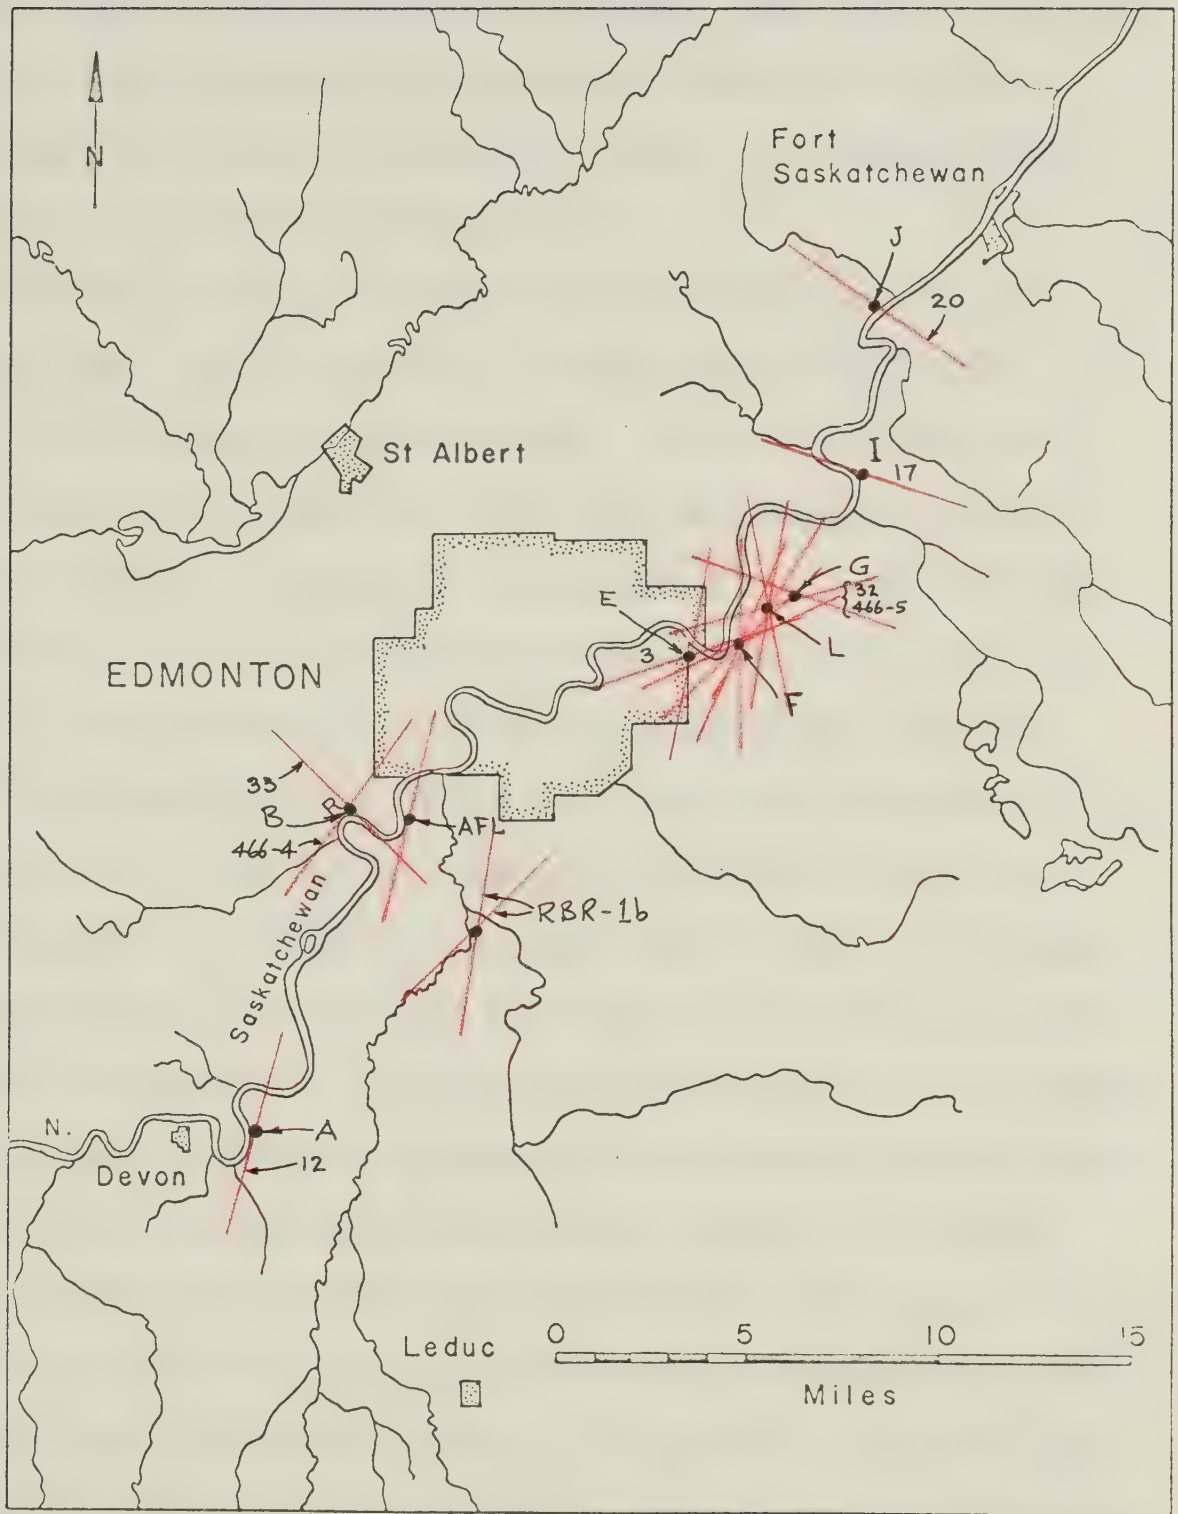 N
Fort
Saskatchewan
J
20
St Albert
I
17
G
32
466-5
E
3
L
F
EDMONTON
33
B
R
AFL
466-4
RBR-1b
Saskatchewan
N.
A
Devon
12
Leduc
0 5 10 15
Miles